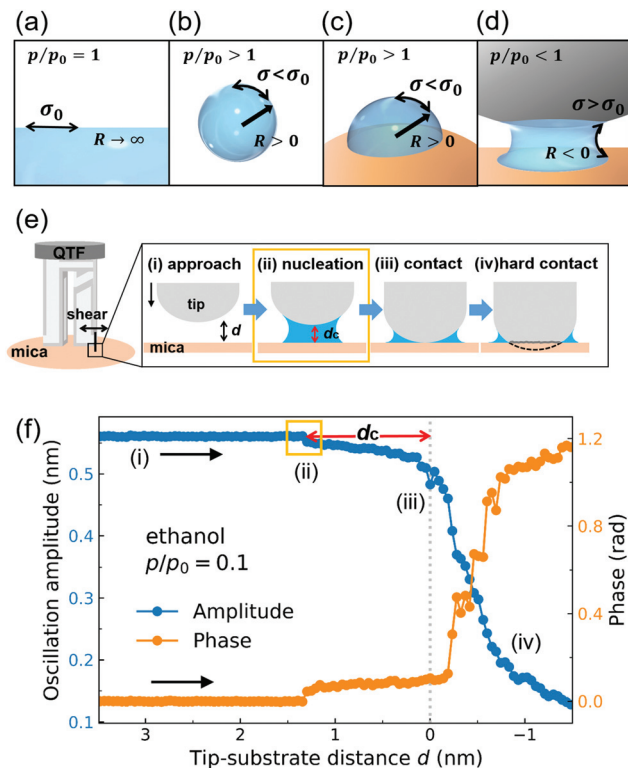 (a)
p/p₀ = 1
σ₀
R → ∞
(b)
p/p₀ > 1
σ<σ₀
R > 0
(c)
p/p₀ > 1
σ<σ₀
R > 0
(d)
p/p₀ < 1
σ>σ₀
R < 0
(e)
QTF
shear
mica
(i) approach
(ii) nucleation
(iii) contact
(iv)hard contact
tip
d
d_c
mica
(f)
d_c
(i)
(ii)
(iii)
(iv)
ethanol
p/p₀ = 0.1
Amplitude
Phase
Oscillation amplitude (nm)
0.5
0.4
0.3
0.2
0.1
Phase (rad)
1.2
0.8
0.4
0.0
3
2
1
0
−1
Tip-substrate distance d (nm)